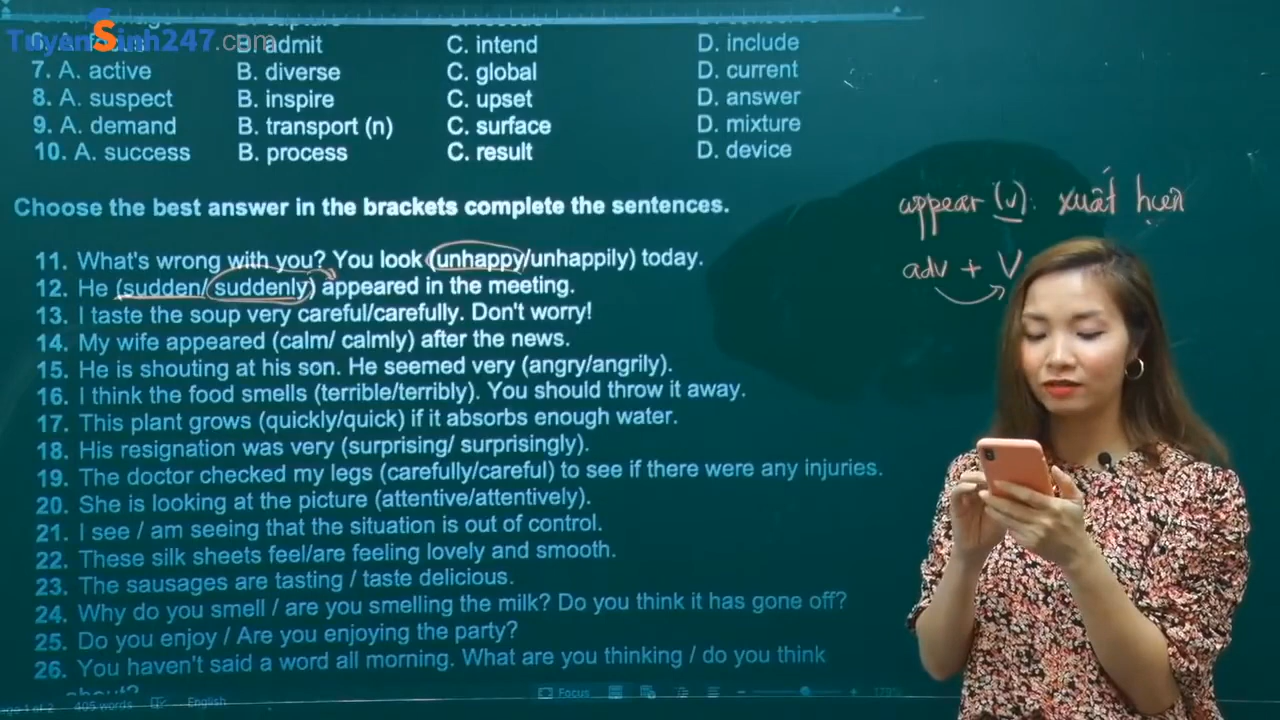 TuyenSinh247.com
B. admit C. intend D. include
7. A. active B. diverse C. global D. current
8. A. suspect B. inspire C. upset D. answer
9. A. demand B. transport (n) C. surface D. mixture
10. A. success B. process C. result D. device
Choose the best answer in the brackets complete the sentences.
11. What's wrong with you? You look (unhappy/unhappily) today.
12. He (sudden/ suddenly) appeared in the meeting.
13. I taste the soup very careful/carefully. Don't worry!
14. My wife appeared (calm/ calmly) after the news.
15. He is shouting at his son. He seemed very (angry/angrily).
16. I think the food smells (terrible/terribly). You should throw it away.
17. This plant grows (quickly/quick) if it absorbs enough water.
18. His resignation was very (surprising/ surprisingly).
19. The doctor checked my legs (carefully/careful) to see if there were any injuries.
20. She is looking at the picture (attentive/attentively).
21. I see / am seeing that the situation is out of control.
22. These silk sheets feel/are feeling lovely and smooth.
23. The sausages are tasting / taste delicious.
24. Why do you smell / are you smelling the milk? Do you think it has gone off?
25. Do you enjoy / Are you enjoying the party?
26. You haven't said a word all morning. What are you thinking / do you think
about?
405 words English Focus
appear (v): xuất hiện
adv + V